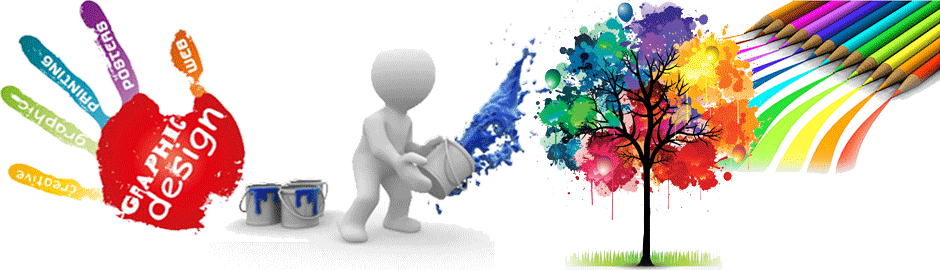 WEB
POSTERS
PRINTING
graphic
creative
GRAPHIC
design